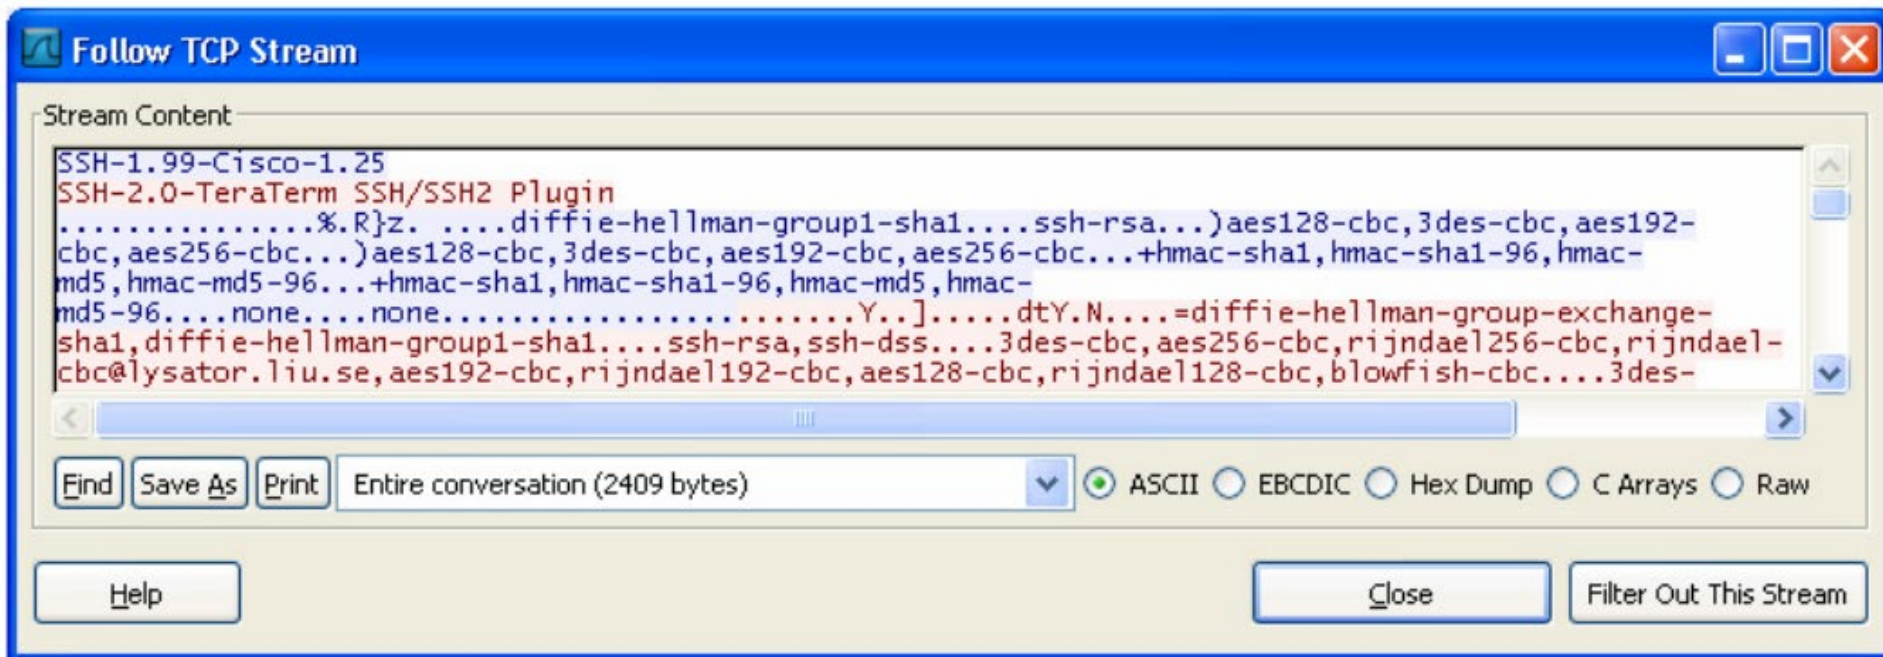 Follow TCP Stream
Stream Content
SSH-1.99-Cisco-1.25
SSH-2.0-TeraTerm SSH/SSH2 Plugin
...............%.R}z. ....diffie-hellman-group1-sha1....ssh-rsa...)aes128-cbc,3des-cbc,aes192-
cbc,aes256-cbc...)aes128-cbc,3des-cbc,aes192-cbc,aes256-cbc...+hmac-sha1,hmac-sha1-96,hmac-
md5,hmac-md5-96...+hmac-sha1,hmac-sha1-96,hmac-md5,hmac-
md5-96....none....none.........................Y..].....dtY.N....=diffie-hellman-group-exchange-
sha1,diffie-hellman-group1-sha1....ssh-rsa,ssh-dss....3des-cbc,aes256-cbc,rijndael256-cbc,rijndael-
cbc@lysator.liu.se,aes192-cbc,rijndael192-cbc,aes128-cbc,rijndael128-cbc,blowfish-cbc....3des-
Find Save As Print Entire conversation (2409 bytes) ASCII EBCDIC Hex Dump C Arrays Raw
Help Close Filter Out This Stream